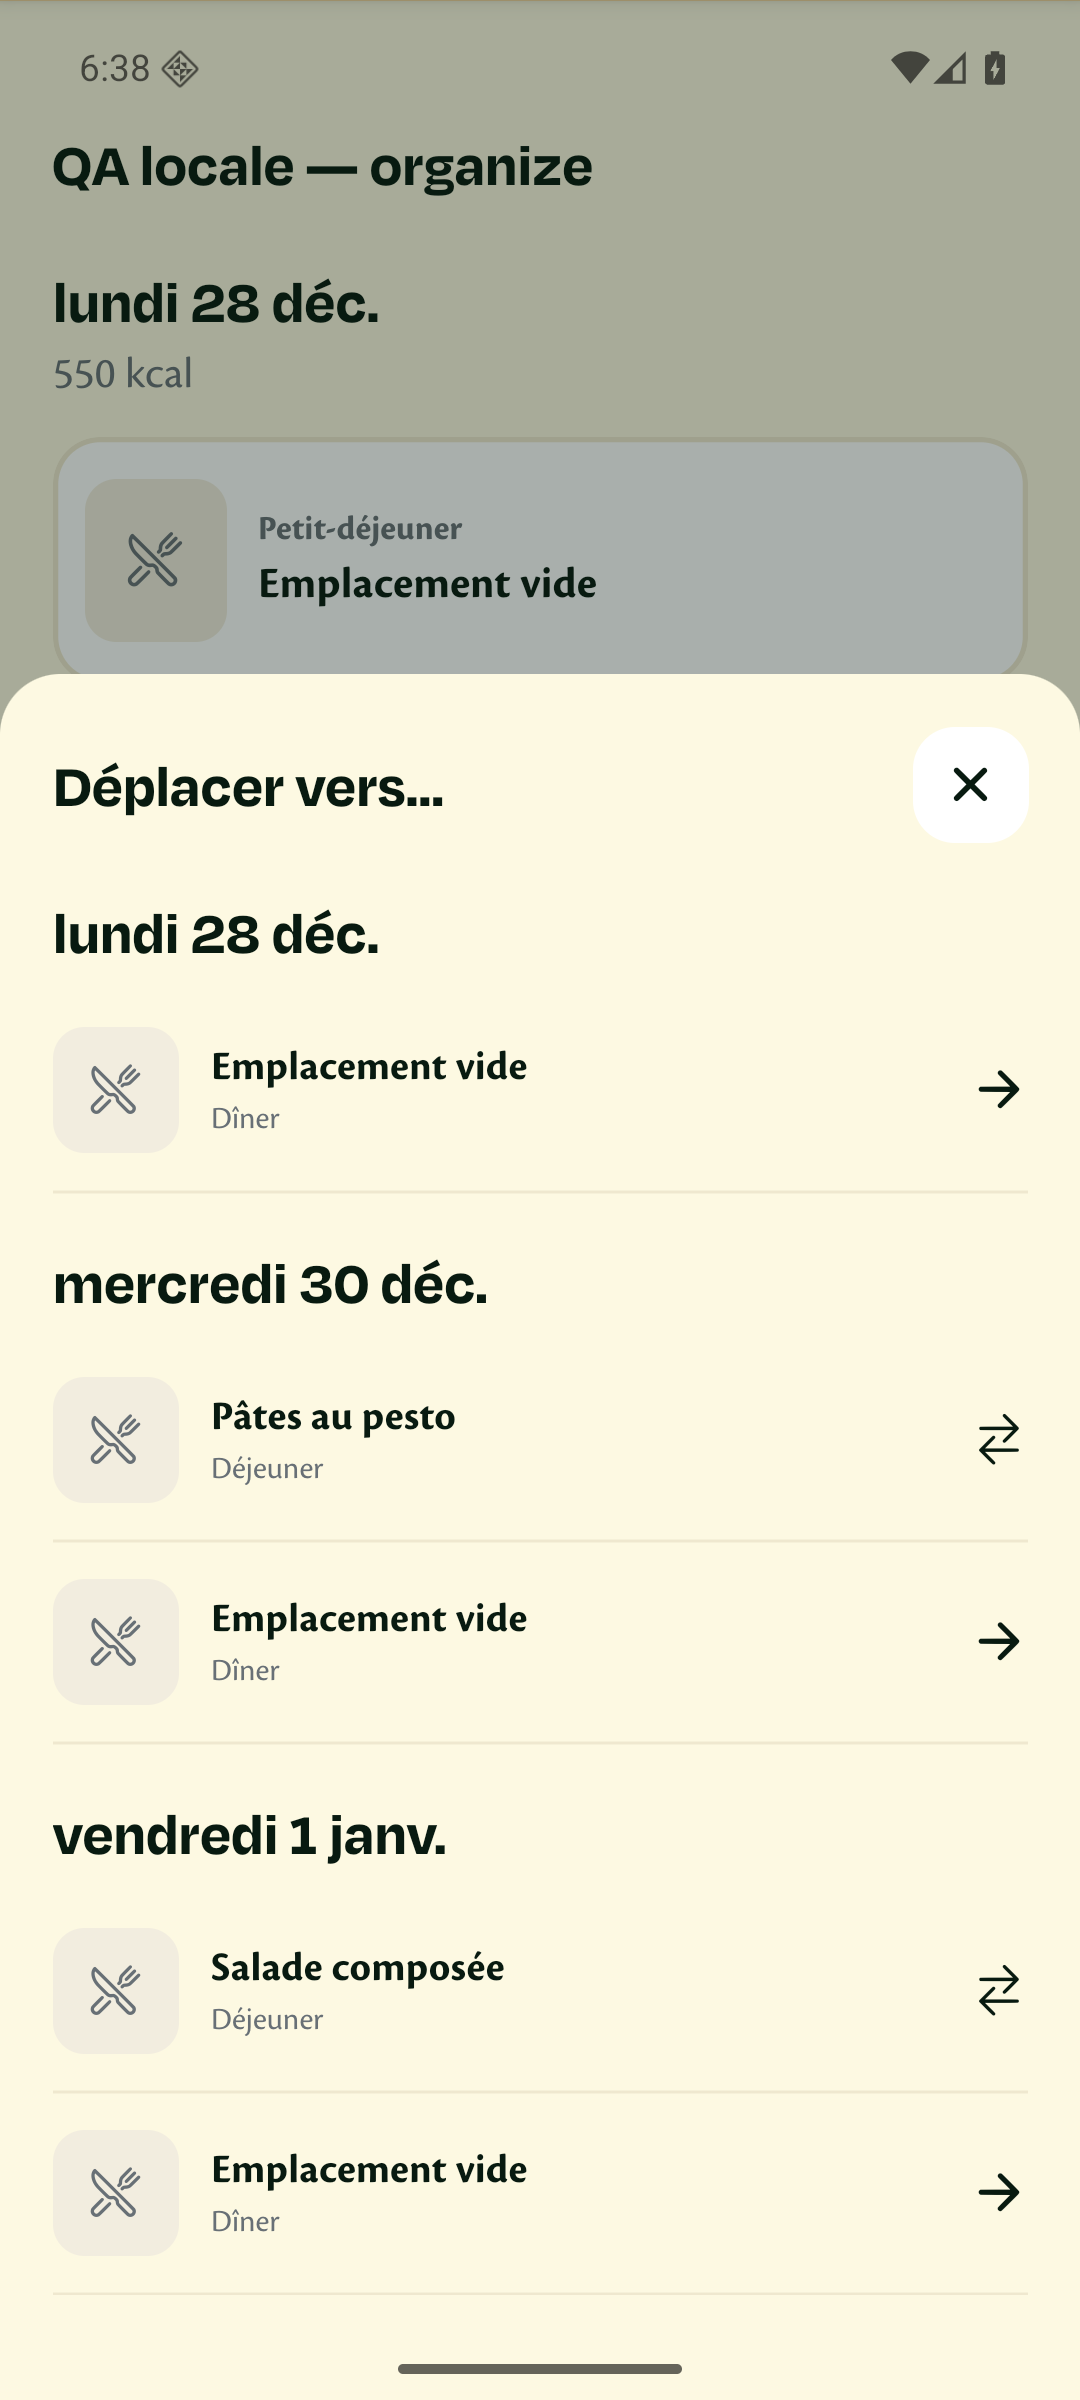 6:38
QA locale — organize
lundi 28 déc.
550 kcal
Petit-déjeuner
Emplacement vide
Déplacer vers...
lundi 28 déc.
Emplacement vide
Dîner
mercredi 30 déc.
Pâtes au pesto
Déjeuner
Emplacement vide
Dîner
vendredi 1 janv.
Salade composée
Déjeuner
Emplacement vide
Dîner